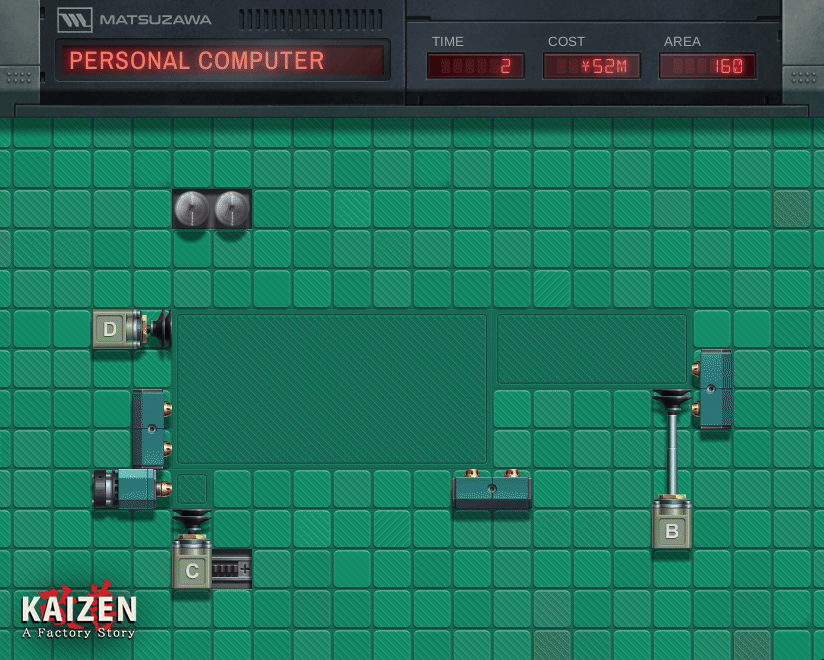 MATSUZAWA
PERSONAL COMPUTER
TIME
COST
AREA
2
¥52M
160
D
B
C
+
KAIZEN
A Factory Story